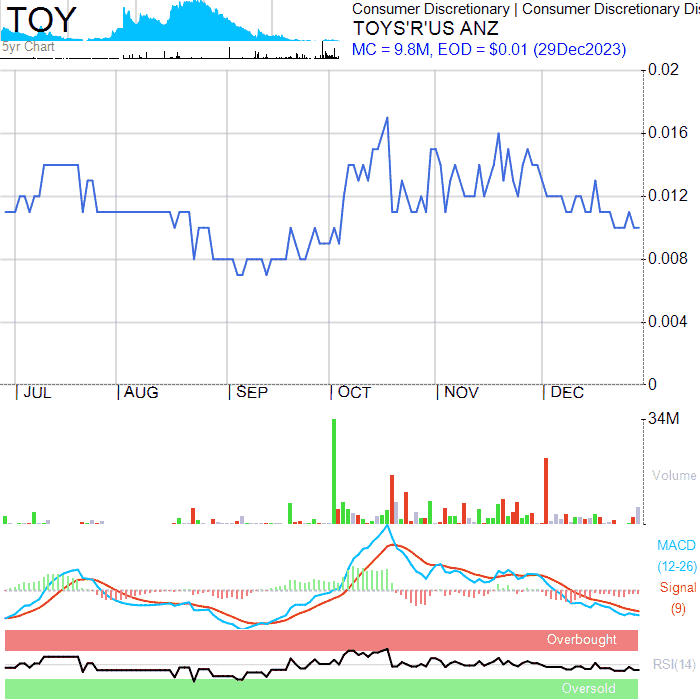 TOY
5yr Chart
Consumer Discretionary | Consumer Discretionary Dis
TOYS'R'US ANZ
MC = 9.8M, EOD = $0.01 (29Dec2023)
0.02
0.016
0.012
0.008
0.004
0
JUL AUG SEP OCT NOV DEC
34M
Volume
MACD
(12-26)
Signal
(9)
Overbought
RSI(14)
Oversold